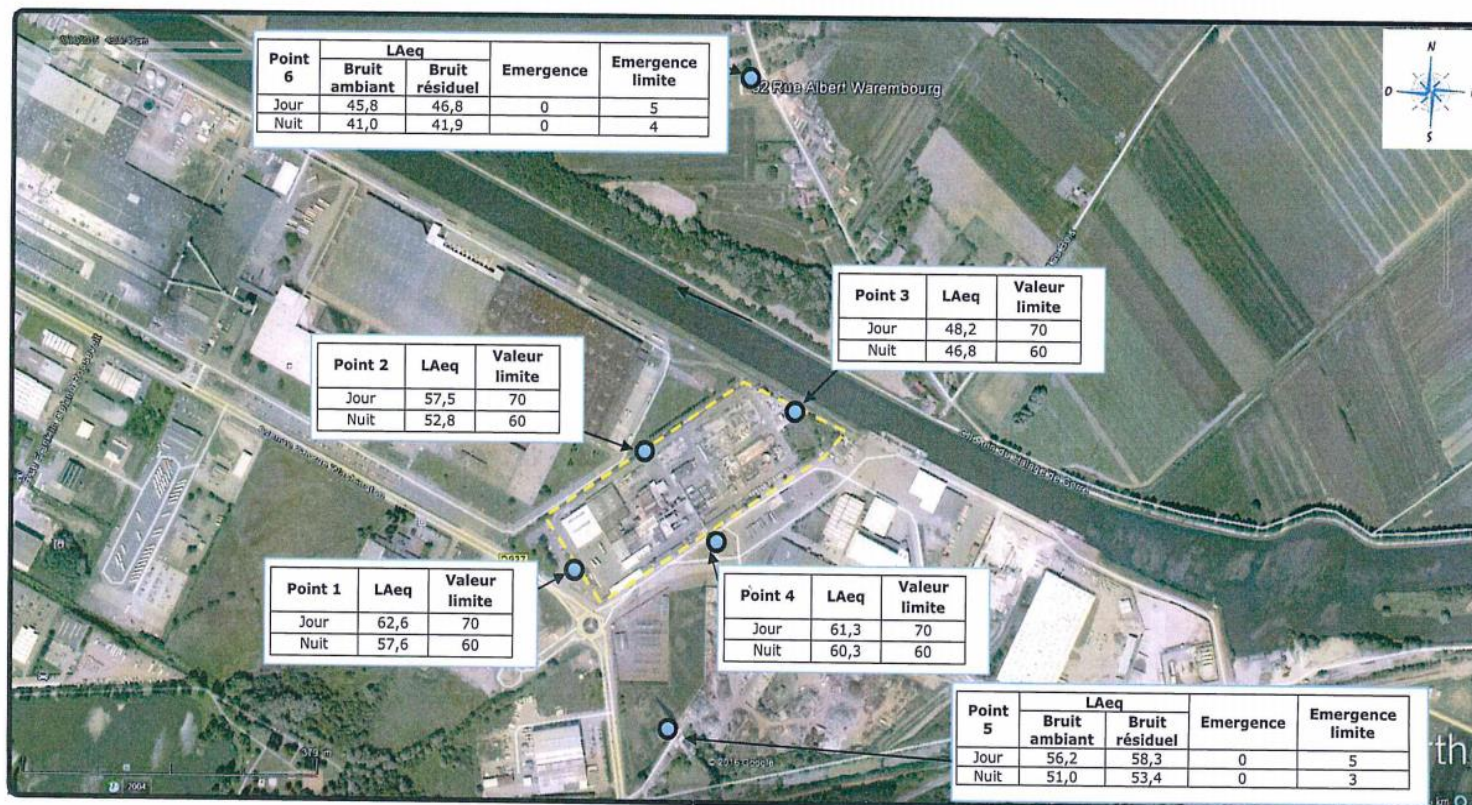 Point 6 LAeq Emergence Emergence limite
Bruit ambiant Bruit résiduel
Jour 45,8 46,8 0 5
Nuit 41,0 41,9 0 4
N
O
S
Rue Albert Warembourg
Point 3 LAeq Valeur limite
Jour 48,2 70
Nuit 46,8 60
Point 2 LAeq Valeur limite
Jour 57,5 70
Nuit 52,8 60
D937
Point 1 LAeq Valeur limite
Jour 62,6 70
Nuit 57,6 60
Point 4 LAeq Valeur limite
Jour 61,3 70
Nuit 60,3 60
Point 5 LAeq Emergence Emergence limite
Bruit ambiant Bruit résiduel
Jour 56,2 58,3 0 5
Nuit 51,0 53,4 0 3
379 m
2004
© 2016 Google
rth
km